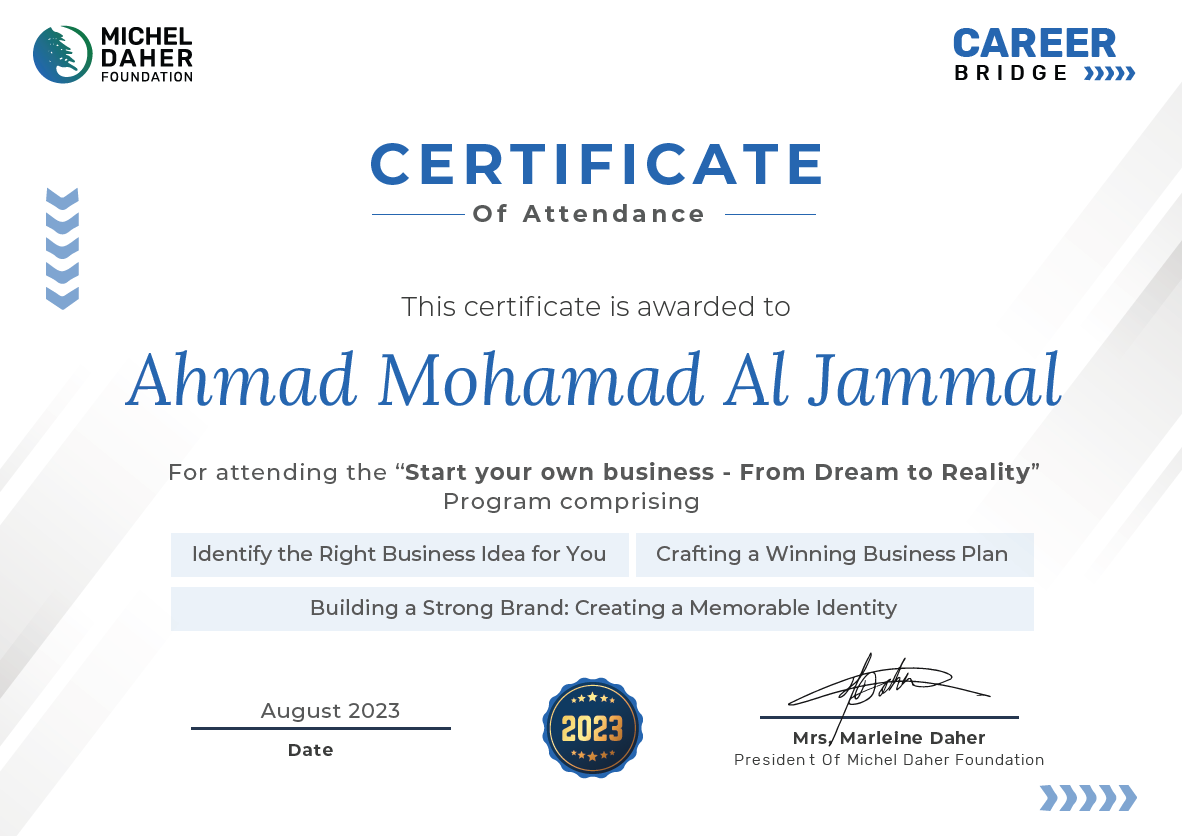 MICHEL
DAHER
FOUNDATION
CAREER
BRIDGE
CERTIFICATE
Of Attendance
This certificate is awarded to
Ahmad Mohamad Al Jammal
For attending the “Start your own business - From Dream to Reality”
Program comprising
Identify the Right Business Idea for You
Crafting a Winning Business Plan
Building a Strong Brand: Creating a Memorable Identity
August 2023
Date
2023
Mrs. Marleine Daher
President Of Michel Daher Foundation